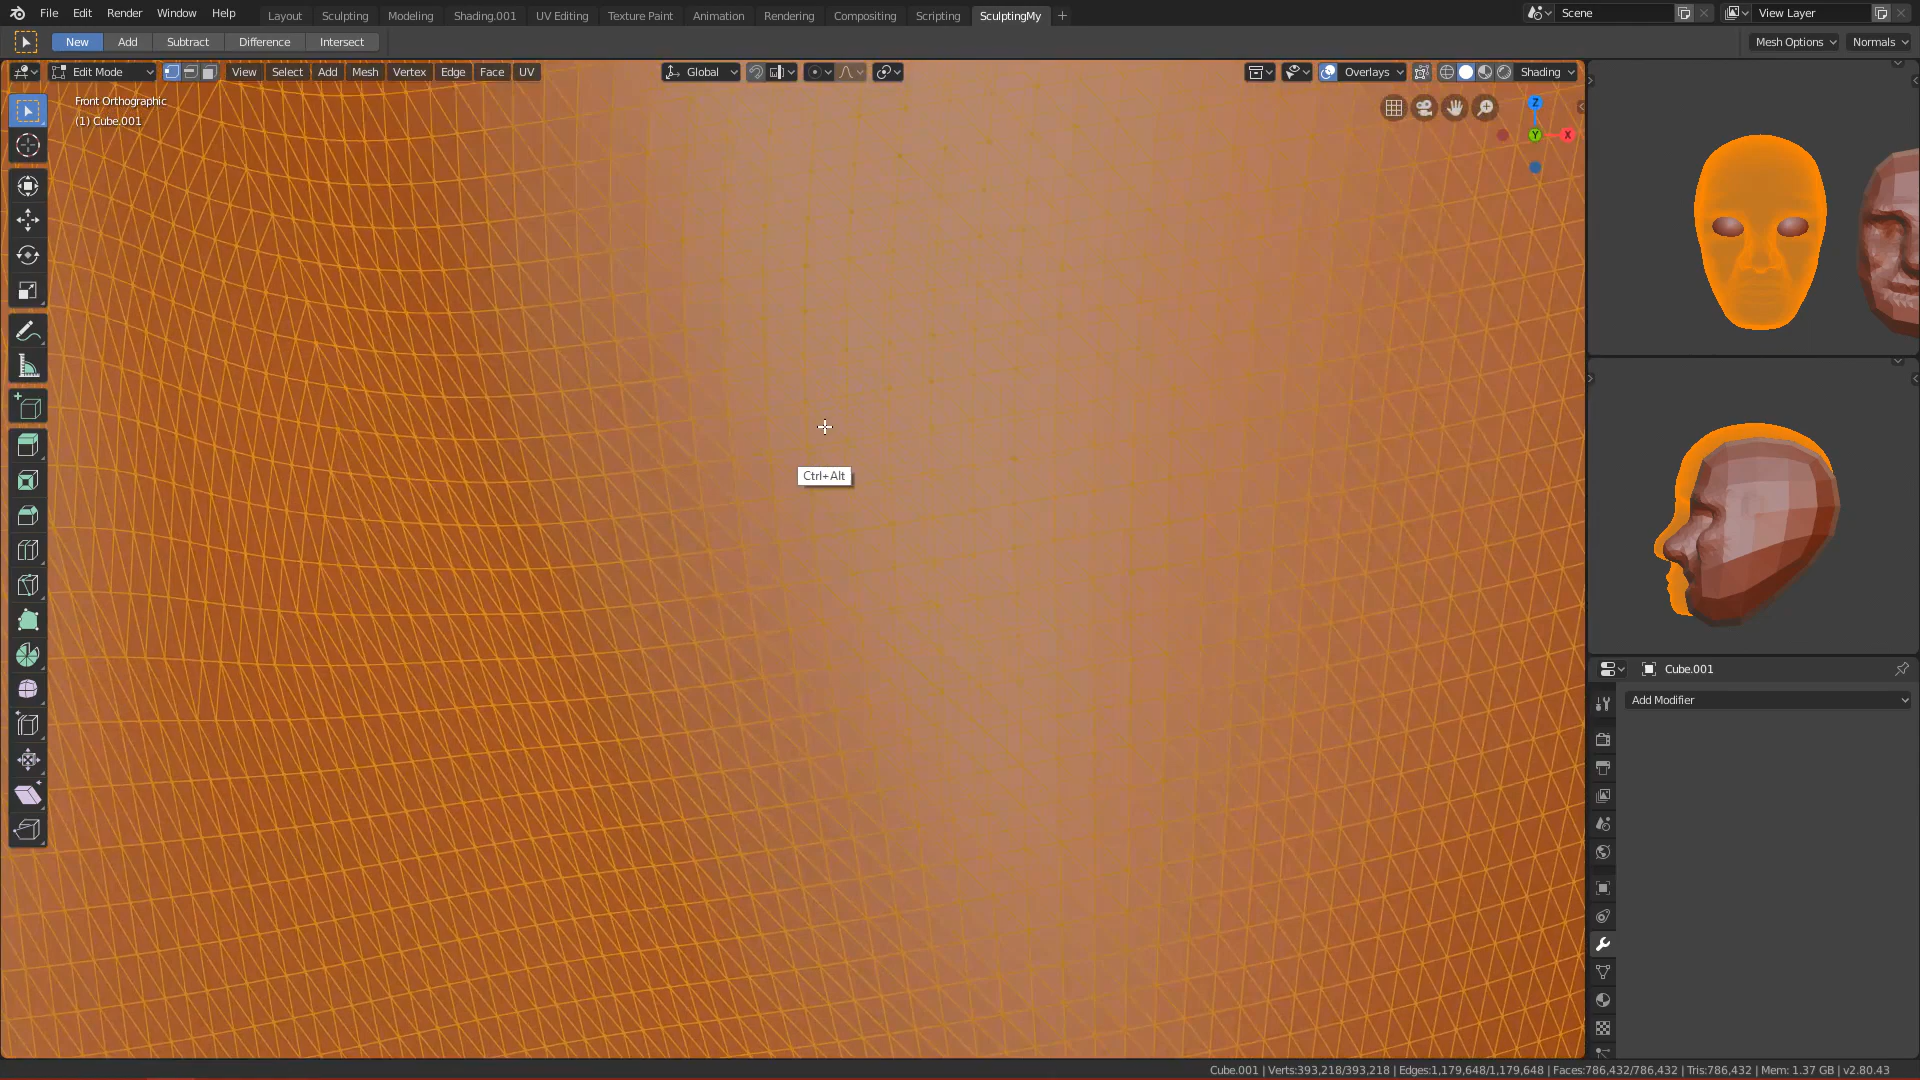 File Edit Render Window Help Layout Sculpting Modeling Shading.001 UV Editing Texture Paint Animation Rendering Compositing Scripting SculptingMy + Scene View Layer
New Add Subtract Difference Intersect Mesh Options Normals
Edit Mode View Select Add Mesh Vertex Edge Face UV Global Overlays Shading
Front Orthographic
(1) Cube.001
Z
Y
X
Ctrl+Alt
Cube.001
Add Modifier
Cube.001 | Verts:393,218/393,218 | Edges:1,179,648/1,179,648 | Faces:786,432/786,432 | Tris:786,432 | Mem: 1.37 GB | v2.80.43